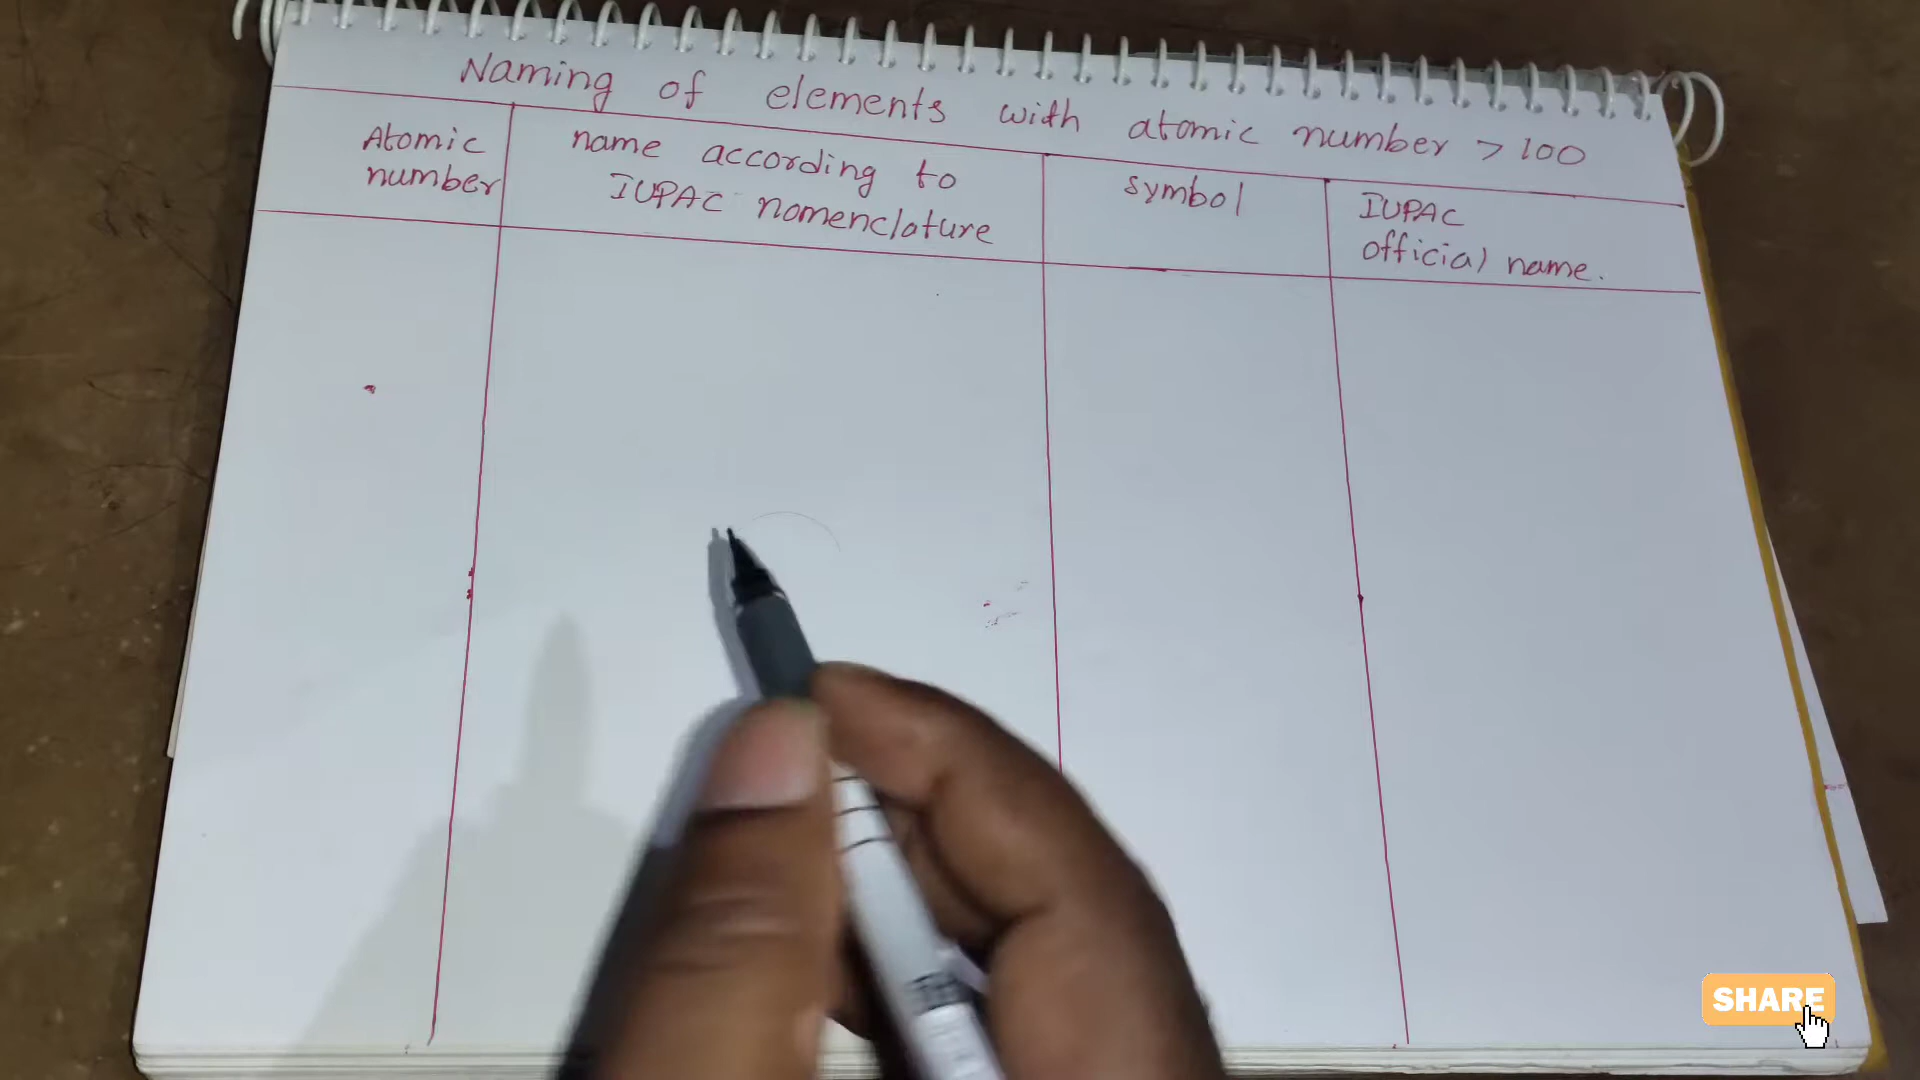 Naming of elements with atomic number > 100
Atomic
number
name according to
IUPAC nomenclature
symbol
IUPAC
official name.
SHARE